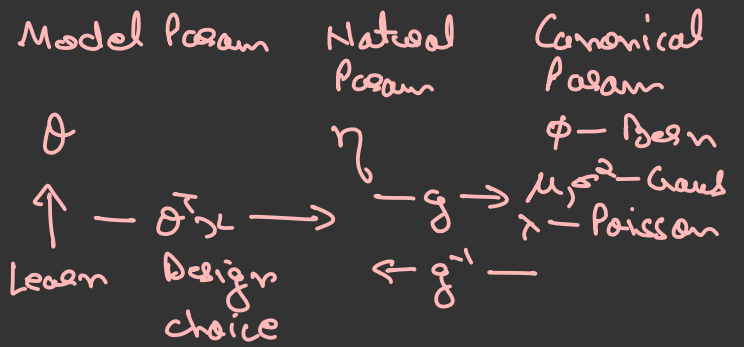 Model Param
Natural Param
Canonical Param
θ
η
φ — Bern
μ, σ² — Gaus
λ — Poisson
— θᵀx →
— g →
← g⁻¹ —
Learn
Design choice